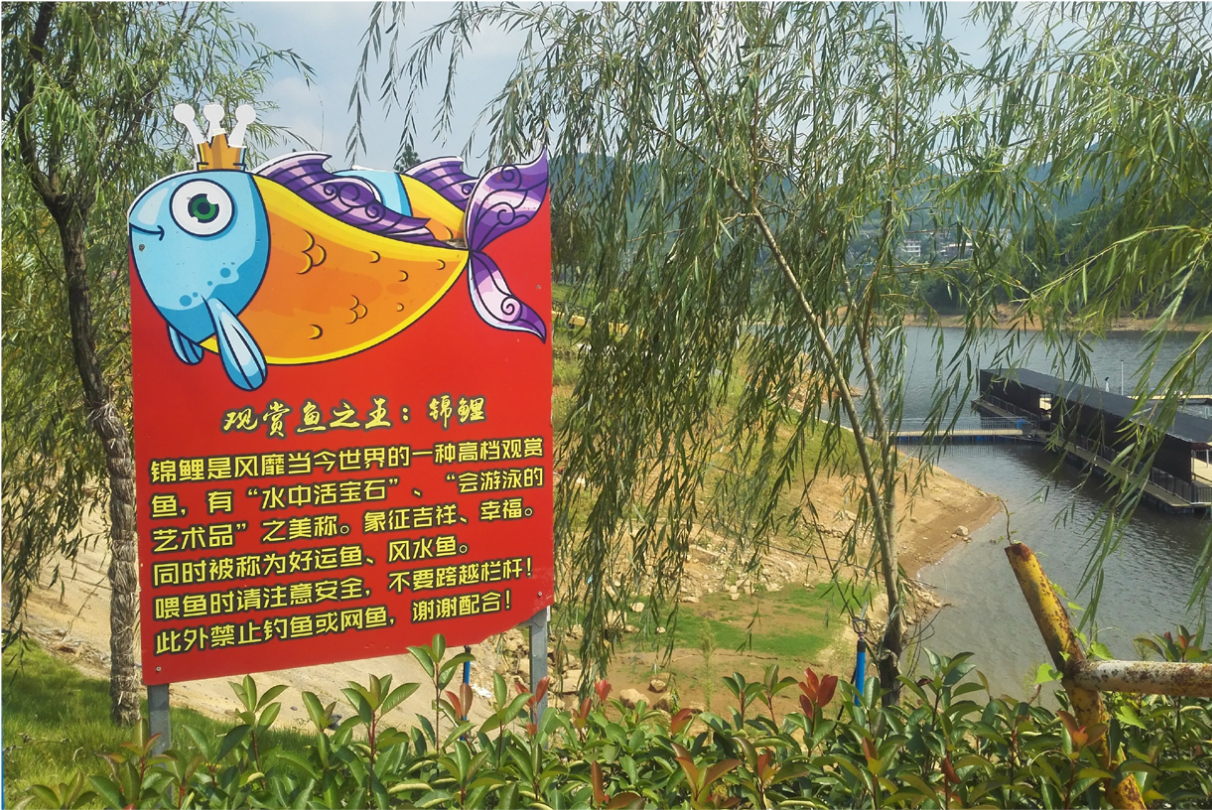 观赏鱼之王：锦鲤
锦鲤是风靡当今世界的一种高档观赏
鱼，有“水中活宝石”、“会游泳的
艺术品”之美称。象征吉祥、幸福。
同时被称为好运鱼、风水鱼。
喂鱼时请注意安全，不要跨越栏杆！
此外禁止钓鱼或网鱼，谢谢配合！